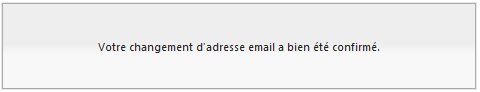 Votre changement d'adresse email a bien été confirmé.